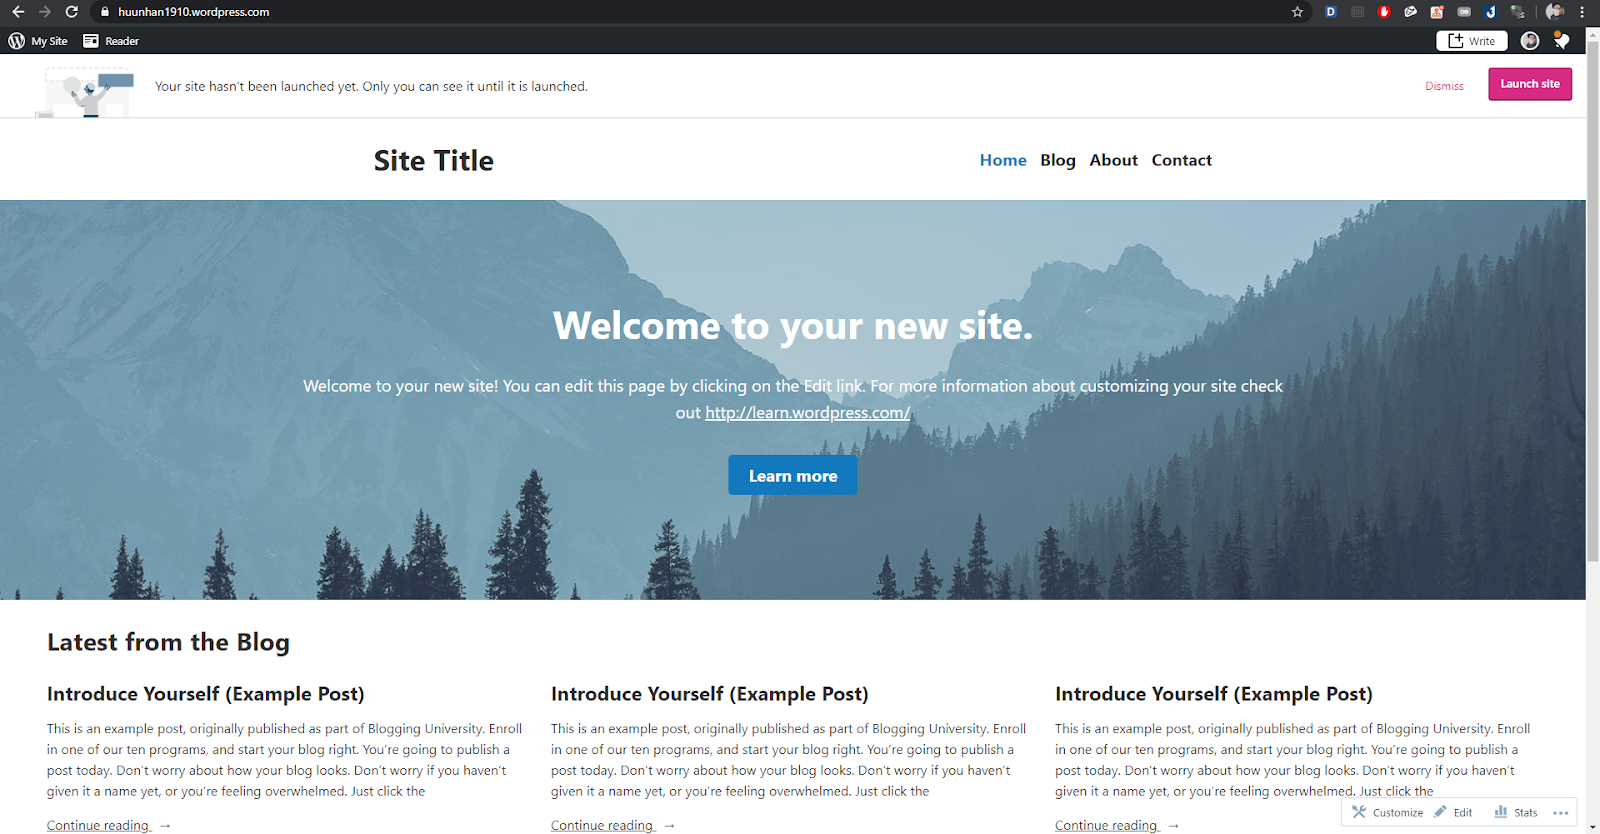 huunhan1910.wordpress.com
My Site Reader Write
Your site hasn't been launched yet. Only you can see it until it is launched. Dismiss Launch site
Site Title Home Blog About Contact
Welcome to your new site.
Welcome to your new site! You can edit this page by clicking on the Edit link. For more information about customizing your site check
out http://learn.wordpress.com/
Learn more
Latest from the Blog
Introduce Yourself (Example Post)
This is an example post, originally published as part of Blogging University. Enroll
in one of our ten programs, and start your blog right. You’re going to publish a
post today. Don’t worry about how your blog looks. Don’t worry if you haven’t
given it a name yet, or you’re feeling overwhelmed. Just click the
Continue reading →
Introduce Yourself (Example Post)
This is an example post, originally published as part of Blogging University. Enroll
in one of our ten programs, and start your blog right. You’re going to publish a
post today. Don’t worry about how your blog looks. Don’t worry if you haven’t
given it a name yet, or you’re feeling overwhelmed. Just click the
Continue reading →
Introduce Yourself (Example Post)
This is an example post, originally published as part of Blogging University. Enroll
in one of our ten programs, and start your blog right. You’re going to publish a
post today. Don’t worry about how your blog looks. Don’t worry if you haven’t
given it a name yet, or you’re feeling overwhelmed. Just click the
Continue reading →
Customize Edit Stats